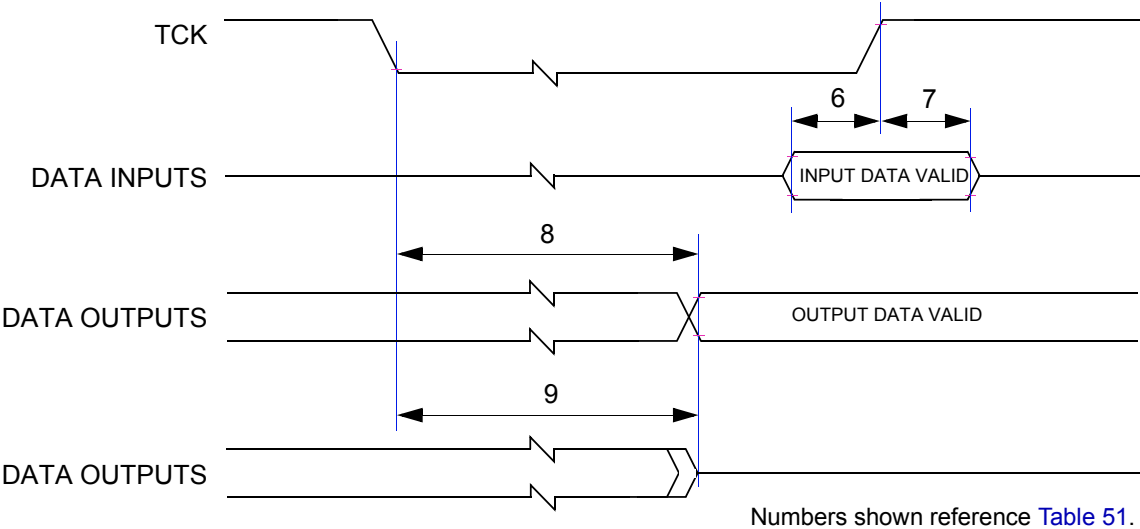 TCK
6
7
DATA INPUTS
INPUT DATA VALID
8
DATA OUTPUTS
OUTPUT DATA VALID
9
DATA OUTPUTS
Numbers shown reference Table 51.